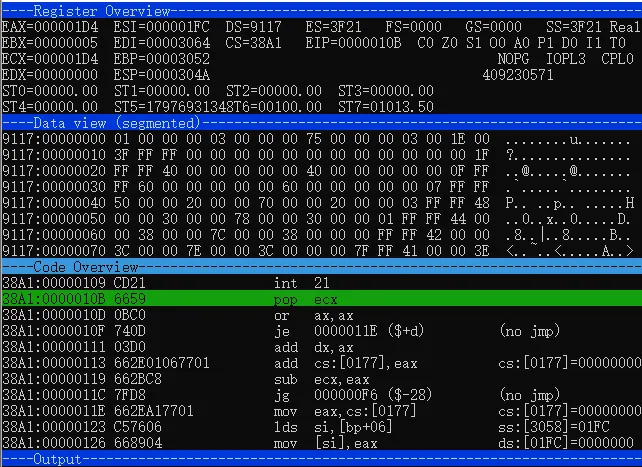 ----Register Overview----
EAX=000001D4 ESI=000001FC DS=9117 ES=3F21 FS=0000 GS=0000 SS=3F21 Real
EBX=00000005 EDI=00003064 CS=38A1 EIP=0000010B C0 Z0 S1 O0 A0 P1 D0 I1 T0
ECX=000001D4 EBP=00003052 NOPG IOPL3 CPL0
EDX=00000000 ESP=0000304A 409230571
ST0=00000.00 ST1=00000.00 ST2=00000.00 ST3=00000.00
ST4=00000.00 ST5=17976931348T6=00100.00 ST7=01013.50
----Data view (segmented)----
9117:00000000 01 00 00 00 03 00 00 00 75 00 00 00 03 00 1E 00 ........u.......
9117:00000010 3F FF FF 00 00 00 00 00 00 00 00 00 00 00 00 1F ?...............
9117:00000020 FF FF 40 00 00 00 00 00 40 00 00 00 00 00 0F FF ..@.....@.......
9117:00000030 FF 60 00 00 00 00 00 60 00 00 00 00 00 07 FF FF .`.....`........
9117:00000040 50 00 00 00 20 00 00 70 00 00 20 00 00 03 FF FF 48 P... ..p.. ....H
9117:00000050 00 00 30 00 00 78 00 00 30 00 00 01 FF FF 44 00 ..0..x..0.....D.
9117:00000060 00 38 00 00 7C 00 00 38 00 00 00 FF FF 42 00 00 .8..|..8.....B..
9117:00000070 3C 00 00 7E 00 00 3C 00 00 00 7F FF 41 00 00 3E <..~..<.....A..>
----Code Overview----
38A1:00000109 CD21 int 21
38A1:0000010B 6659 pop ecx
38A1:0000010D 0BC0 or ax,ax
38A1:0000010F 740D je 0000011E ($+d) (no jmp)
38A1:00000111 03D0 add dx,ax
38A1:00000113 662E01067701 add cs:[0177],eax cs:[0177]=00000000
38A1:00000119 662BC8 sub ecx,eax
38A1:0000011C 7FD8 jg 000000F6 ($-28) (no jmp)
38A1:0000011E 662EA17701 mov eax,cs:[0177] cs:[0177]=00000000
38A1:00000123 C57606 lds si,[bp+06] ss:[3058]=01FC
38A1:00000126 668904 mov [si],eax ds:[01FC]=0000
----Output----